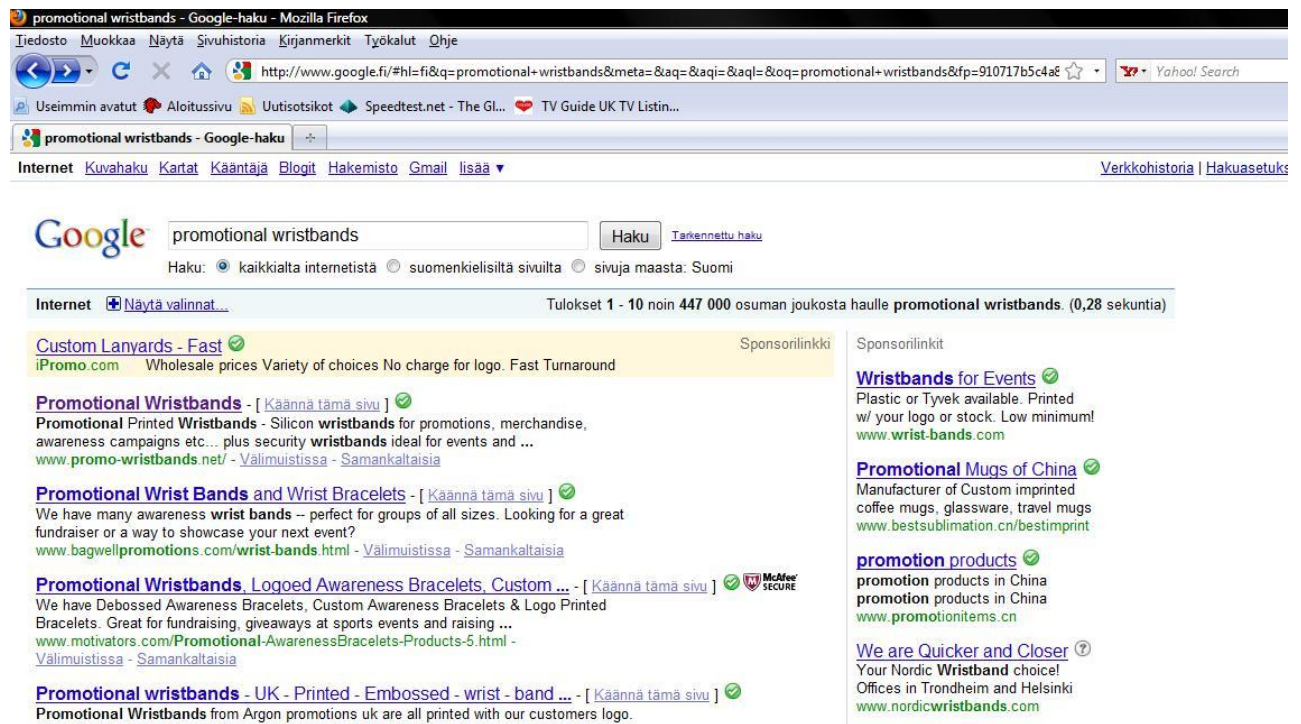 promotional wristbands - Google-haku - Mozilla Firefox
Tiedosto Muokkaa Näytä Sivuhistoria Kirjanmerkit Työkalut Ohje
http://www.google.fi/#hl=fi&q=promotional+wristbands&meta=&aq=&aqi=&aql=&oq=promotional+wristbands&fp=910717b5c4a8 Yahoo! Search
Useimmin avatut Aloitussivu Uutisotsikot Speedtest.net - The Gl... TV Guide UK TV Listin...
promotional wristbands - Google-haku
Internet Kuvahaku Kartat Kääntäjä Blogit Hakemisto Gmail lisää ▼ Verkkohistoria | Hakuasetuks
Google promotional wristbands Haku Tarkennettu haku
Haku: kaikkialta internetistä suomenkielisiltä sivuilta sivuja maasta: Suomi
Internet Näytä valinnat... Tulokset 1 - 10 noin 447 000 osuman joukosta haulle promotional wristbands. (0,28 sekuntia)
Custom Lanyards - Fast Sponsorilinkki
iPromo.com Wholesale prices Variety of choices No charge for logo. Fast Turnaround
Promotional Wristbands - [ Käännä tämä sivu ]
Promotional Printed Wristbands - Silicon wristbands for promotions, merchandise,
awareness campaigns etc... plus security wristbands ideal for events and ...
www.promo-wristbands.net/ - Välimuistissa - Samankaltaisia
Promotional Wrist Bands and Wrist Bracelets - [ Käännä tämä sivu ]
We have many awareness wrist bands -- perfect for groups of all sizes. Looking for a great
fundraiser or a way to showcase your next event?
www.bagwellpromotions.com/wrist-bands.html - Välimuistissa - Samankaltaisia
Promotional Wristbands, Logoed Awareness Bracelets, Custom ... - [ Käännä tämä sivu ] McAfee SECURE
We have Debossed Awareness Bracelets, Custom Awareness Bracelets & Logo Printed
Bracelets. Great for fundraising, giveaways at sports events and raising ...
www.motivators.com/Promotional-AwarenessBracelets-Products-5.html -
Välimuistissa - Samankaltaisia
Promotional wristbands - UK - Printed - Embossed - wrist - band ... - [ Käännä tämä sivu ]
Promotional Wristbands from Argon promotions uk are all printed with our customers logo.
Sponsorilinkit
Wristbands for Events
Plastic or Tyvek available. Printed
w/ your logo or stock. Low minimum!
www.wrist-bands.com
Promotional Mugs of China
Manufacturer of Custom imprinted
coffee mugs, glassware, travel mugs
www.bestsublimation.cn/bestimprint
promotion products
promotion products in China
promotion products in China
www.promotionitems.cn
We are Quicker and Closer
Your Nordic Wristband choice!
Offices in Trondheim and Helsinki
www.nordicwristbands.com